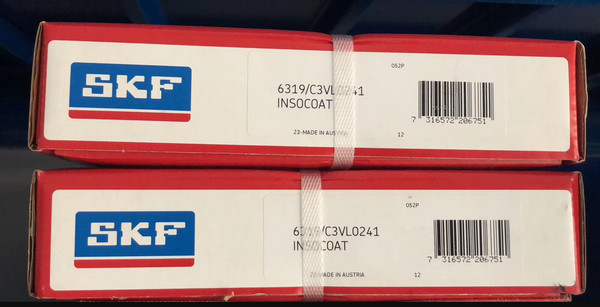 SKF
052P
6319/C3VL0241
INSOCOAT
7 316572 206751
23-MADE IN AUSTRIA
12
SKF
052P
6319/C3VL0241
INSOCOAT
7 316572 206751
23-MADE IN AUSTRIA
12